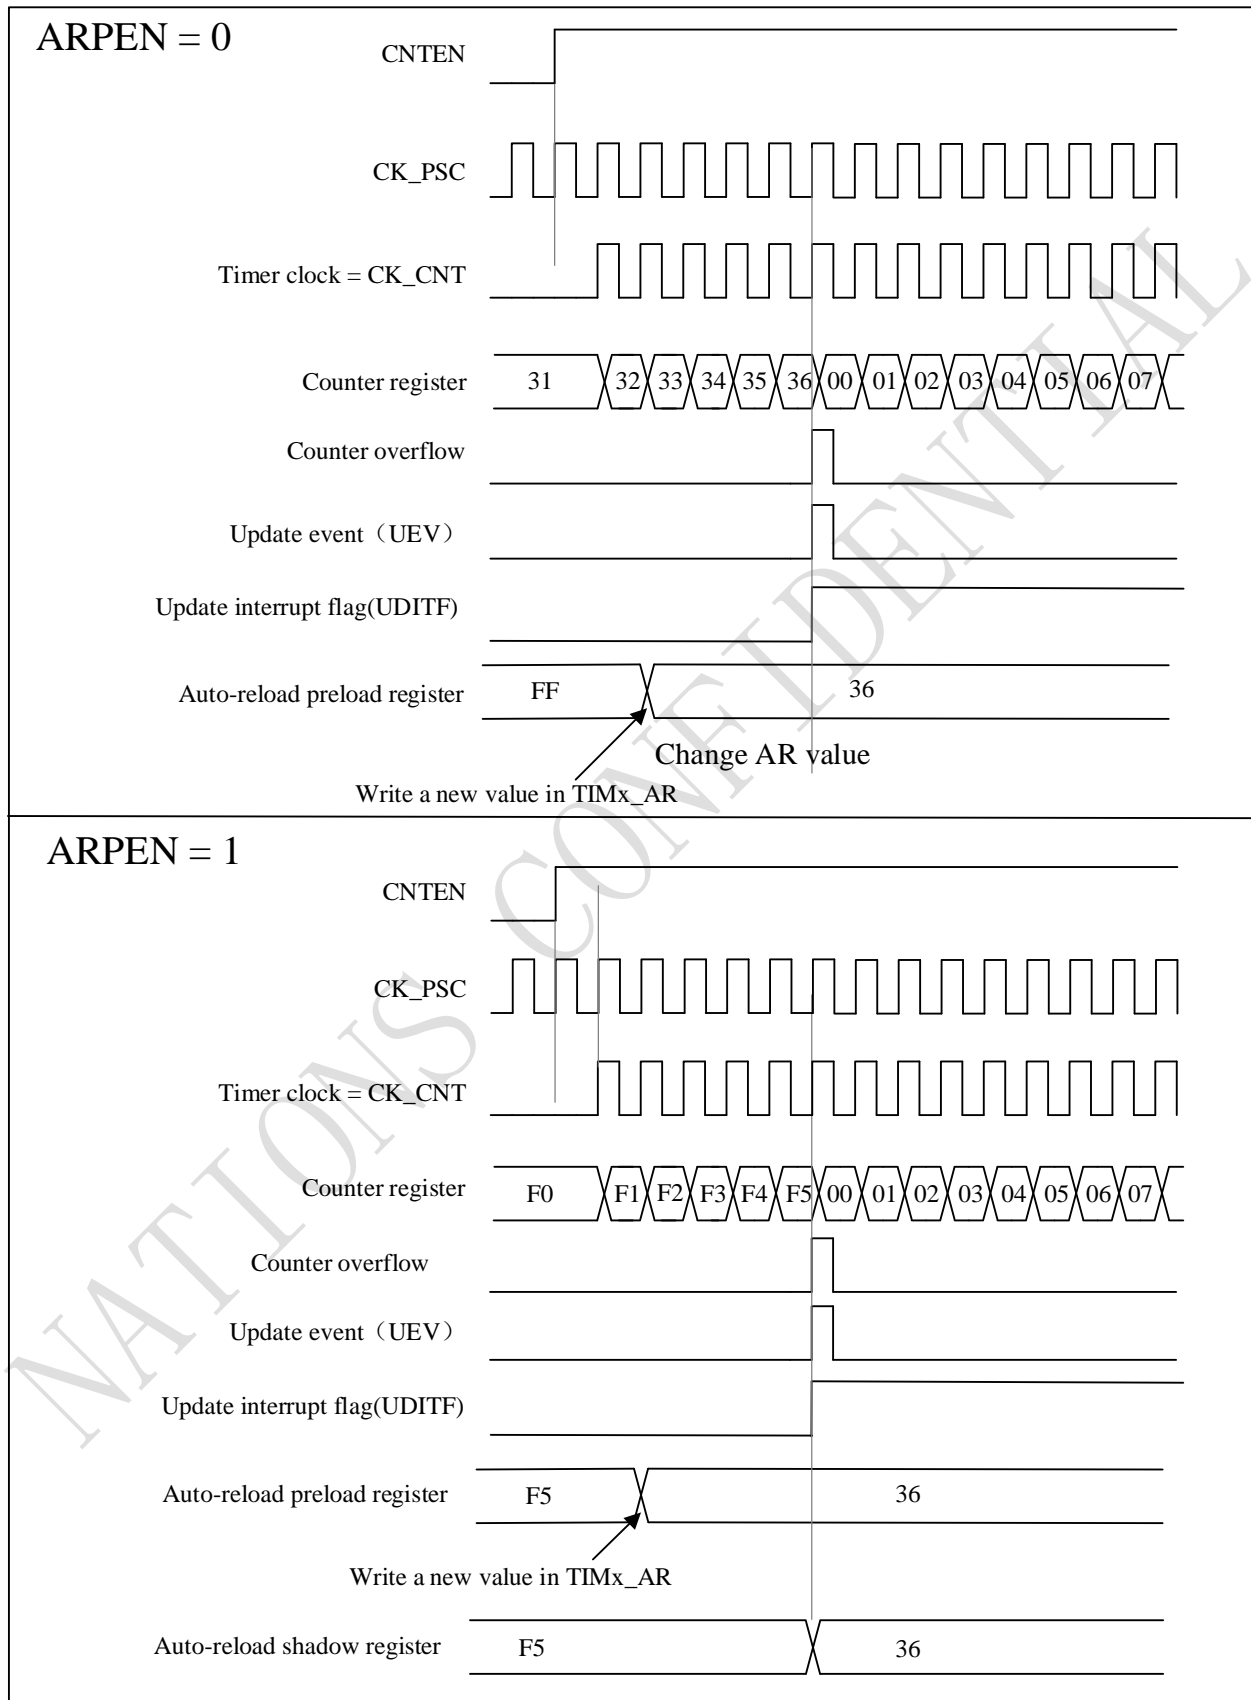 ARPEN = 0
CNTEN
CK_PSC
Timer clock = CK_CNT
Counter register 31 32 33 34 35 36 00 01 02 03 04 05 06 07
Counter overflow
Update event（UEV）
Update interrupt flag(UDITF)
Auto-reload preload register FF 36
Change AR value
Write a new value in TIMx_AR
ARPEN = 1
CNTEN
CK_PSC
Timer clock = CK_CNT
Counter register F0 F1 F2 F3 F4 F5 00 01 02 03 04 05 06 07
Counter overflow
Update event（UEV）
Update interrupt flag(UDITF)
Auto-reload preload register F5 36
Write a new value in TIMx_AR
Auto-reload shadow register F5 36
NATIONS CONFIDENTIAL